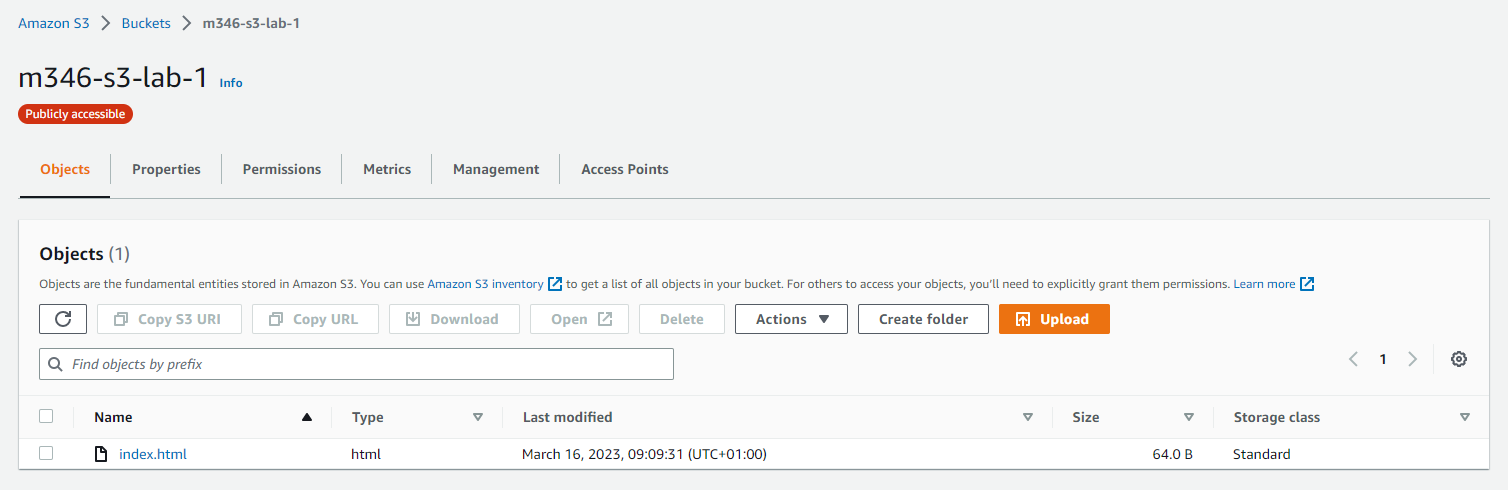 Amazon S3 > Buckets > m346-s3-lab-1
m346-s3-lab-1 Info
Publicly accessible
Objects Properties Permissions Metrics Management Access Points
Objects (1)
Objects are the fundamental entities stored in Amazon S3. You can use Amazon S3 inventory to get a list of all objects in your bucket. For others to access your objects, you'll need to explicitly grant them permissions. Learn more
Copy S3 URI Copy URL Download Open Delete Actions Create folder Upload
Find objects by prefix 1
Name Type Last modified Size Storage class
index.html html March 16, 2023, 09:09:31 (UTC+01:00) 64.0 B Standard